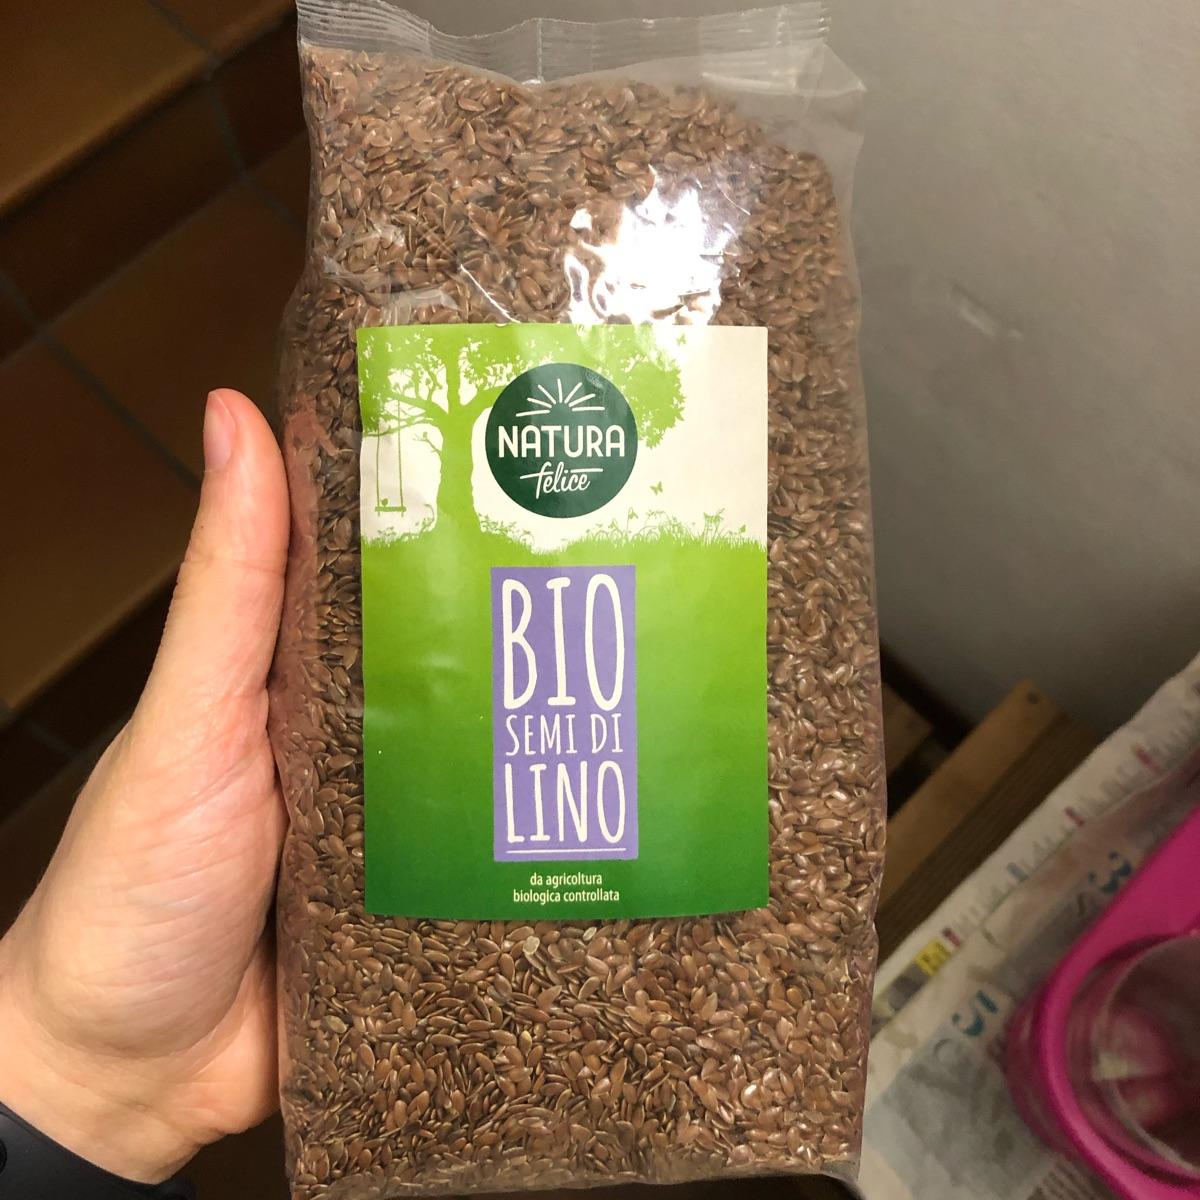 NATURA
felice
BIO
SEMI DI
LINO
da agricoltura
biologica controllata